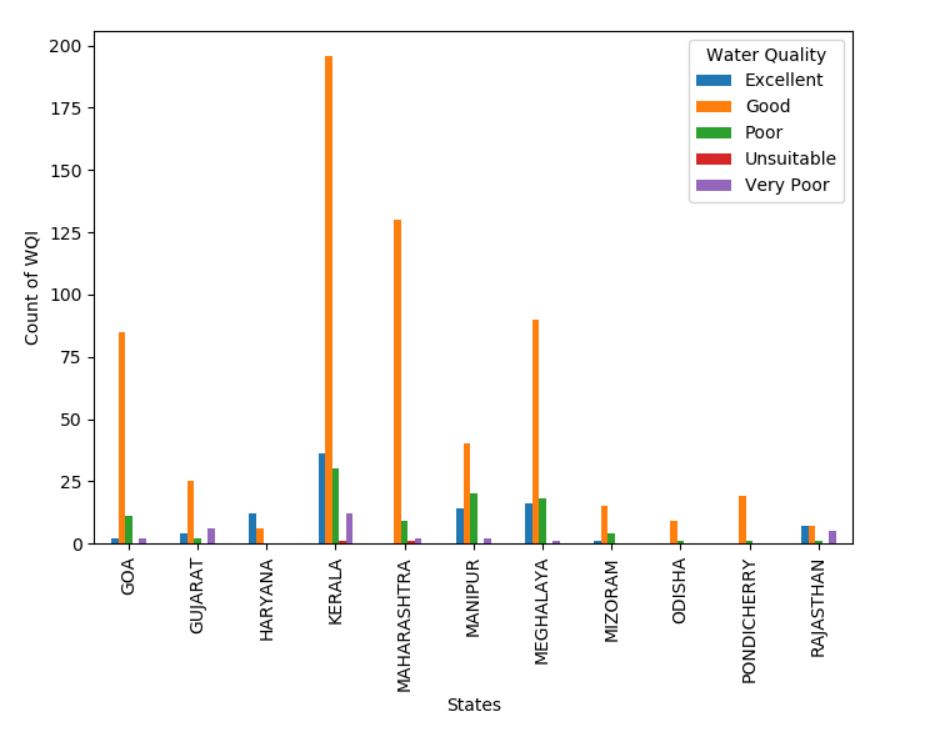 Water Quality
Excellent
Good
Poor
Unsuitable
Very Poor
Count of WQI
200
175
150
125
100
75
50
25
0
GOA
GUJARAT
HARYANA
KERALA
MAHARASHTRA
MANIPUR
MEGHALAYA
MIZORAM
ODISHA
PONDICHERRY
RAJASTHAN
States